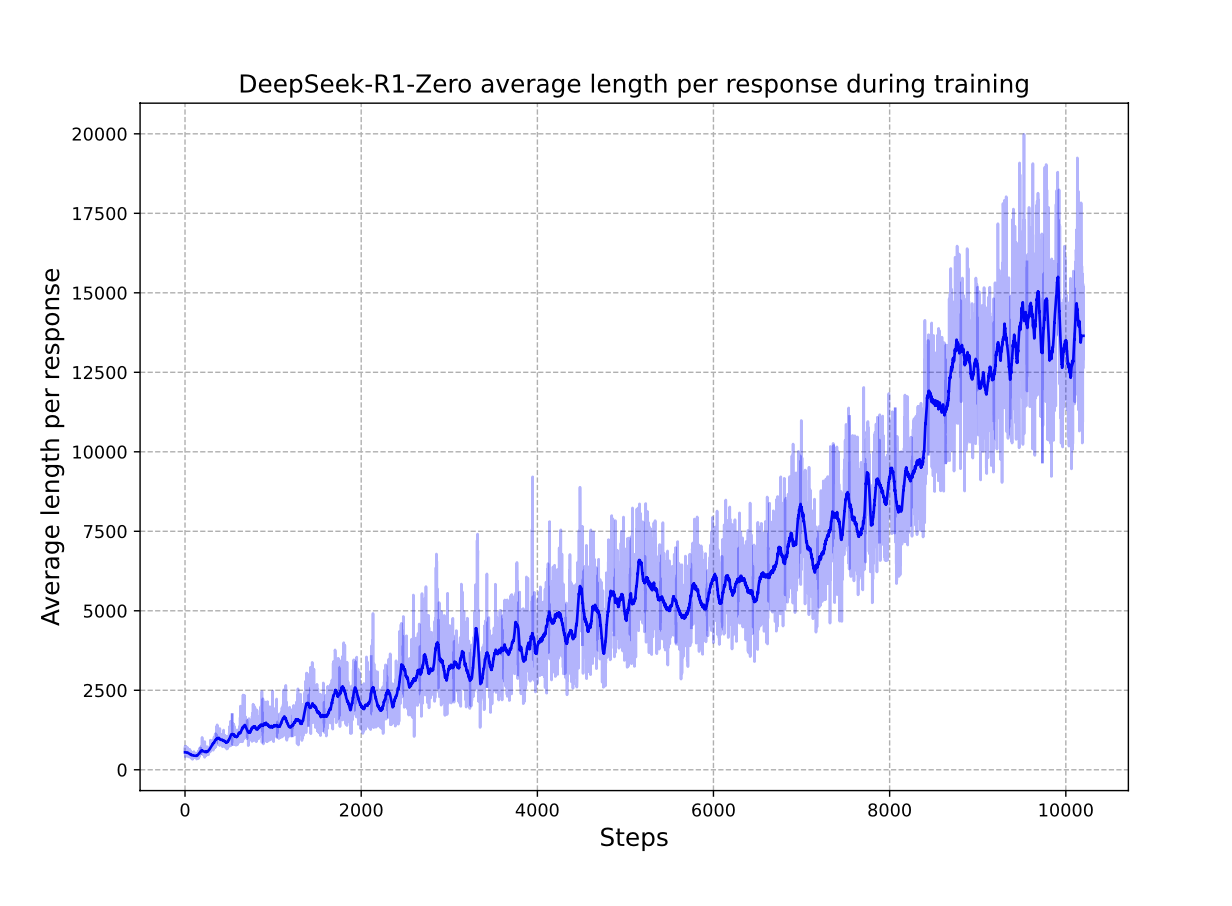 DeepSeek-R1-Zero average length per response during training
20000
17500
15000
12500
10000
7500
5000
2500
0
Average length per response
0 2000 4000 6000 8000 10000
Steps